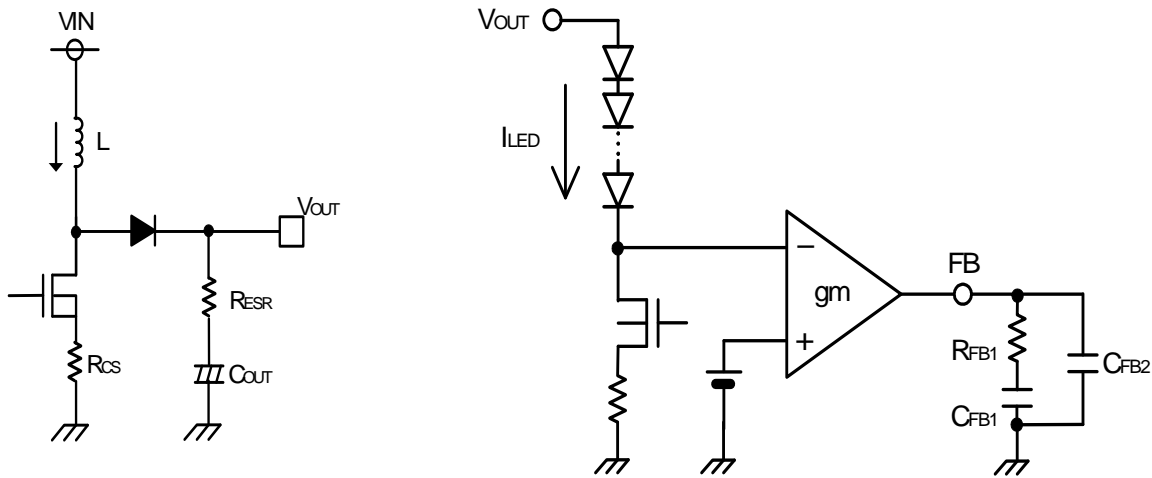 VIN
L
VOUT
RESR
RCS
COUT
VOUT
ILED
−
gm
+
FB
RFB1
CFB2
CFB1